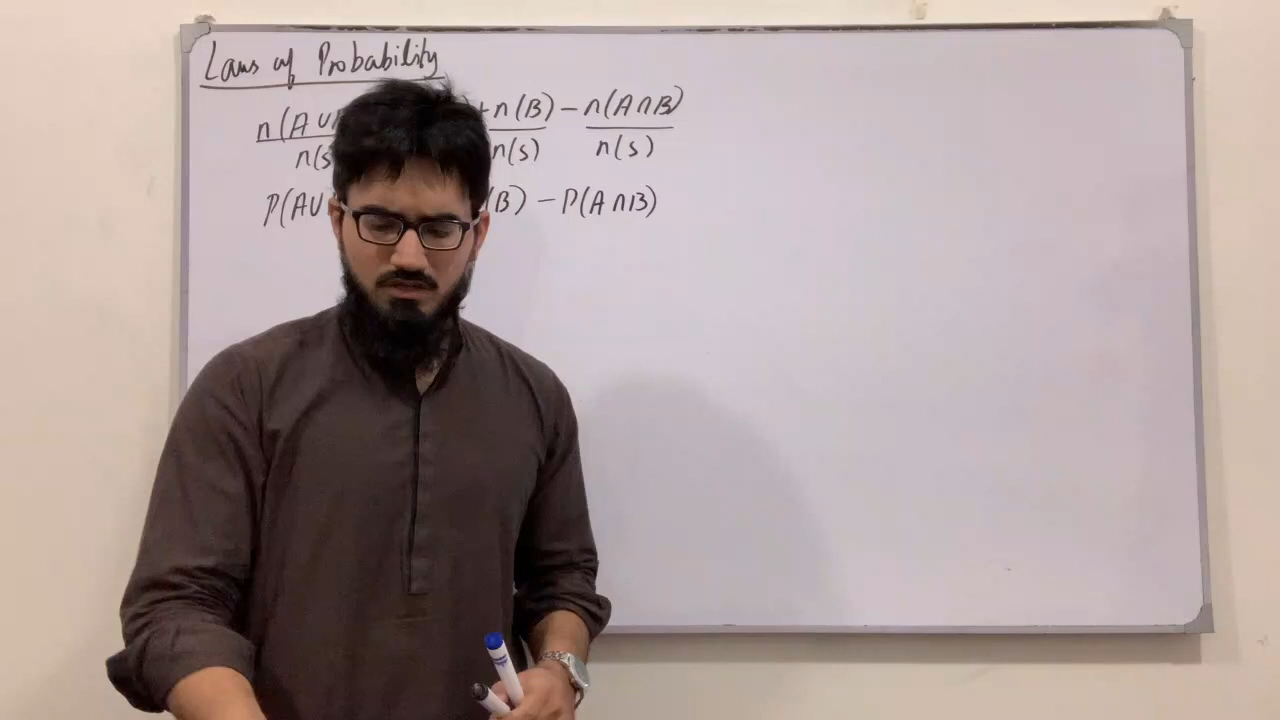 Laws of Probability
n(A∪ + n(B) − n(A∩B)
n(s n(s) n(s)
P(A∪ (B) − P(A∩B)